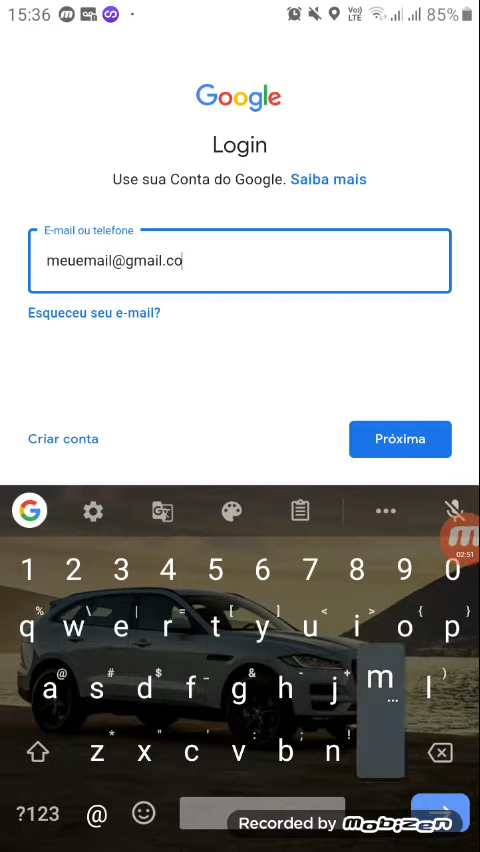 15:36 Vo) LTE 85%
Google
Login
Use sua Conta do Google. Saiba mais
E-mail ou telefone
meuemail@gmail.co
Esqueceu seu e-mail?
Criar conta Próxima
G ...
02:51
1 2 3 4 5 6 7 8 9 0
% \ | = [ ] < > { }
q w e r t y u i o p
@ # $ _ & - + )
a s d f g h j m l
...
* " ' : ; !
z x c v b n
?123 @
Recorded by mobizen